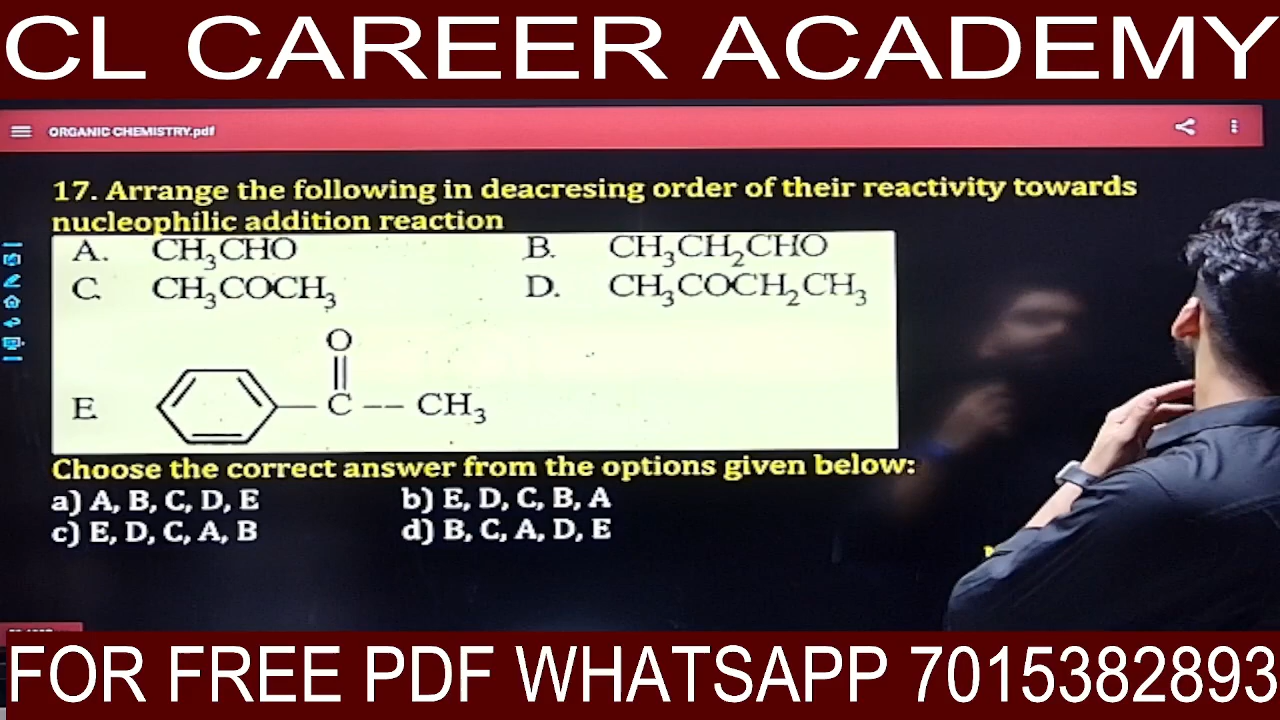 CL CAREER ACADEMY
ORGANIC CHEMISTRY.pdf
17. Arrange the following in deacresing order of their reactivity towards
nucleophilic addition reaction
A. CH₃CHO B. CH₃CH₂CHO
C. CH₃COCH₃ D. CH₃COCH₂CH₃
O
E C -- CH₃
Choose the correct answer from the options given below:
a) A, B, C, D, E b) E, D, C, B, A
c) E, D, C, A, B d) B, C, A, D, E
FOR FREE PDF WHATSAPP 7015382893